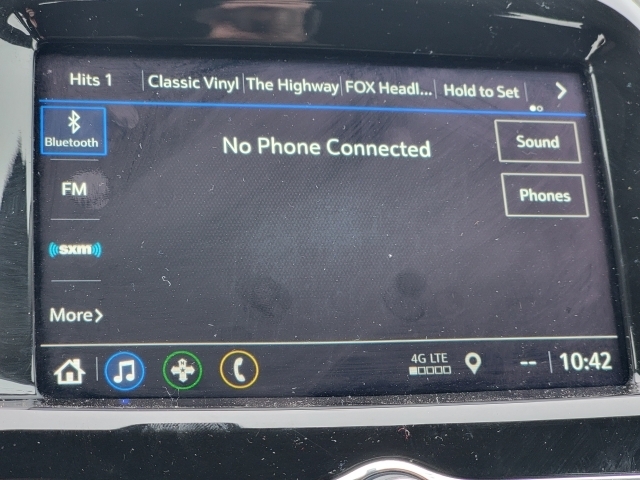 Hits 1 Classic Vinyl The Highway FOX Headl... Hold to Set
Bluetooth
No Phone Connected
Sound
FM
Phones
sxm
More
4G LTE
-- 10:42